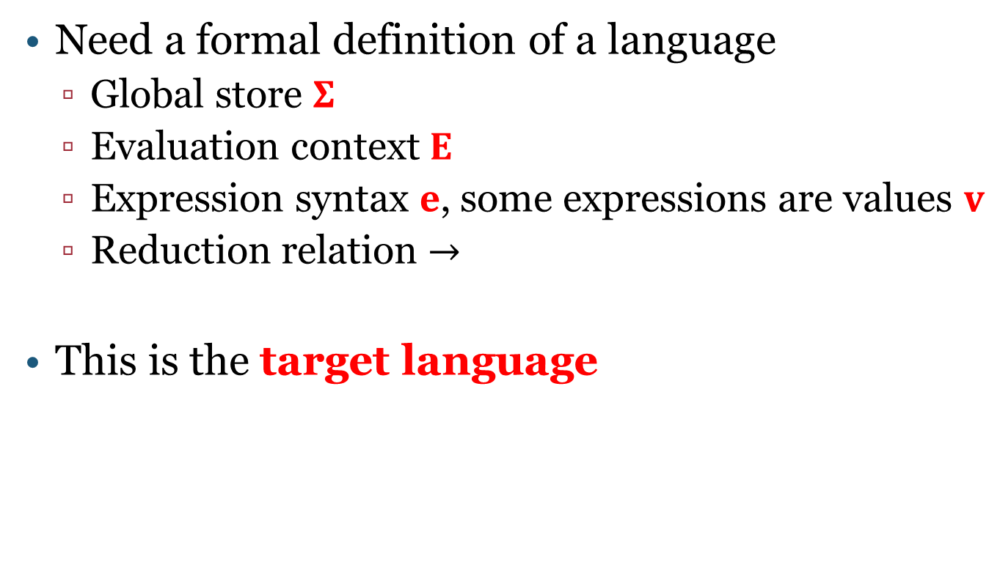 • Need a formal definition of a language
▫ Global store Σ
▫ Evaluation context E
▫ Expression syntax e, some expressions are values v
▫ Reduction relation →
• This is the target language